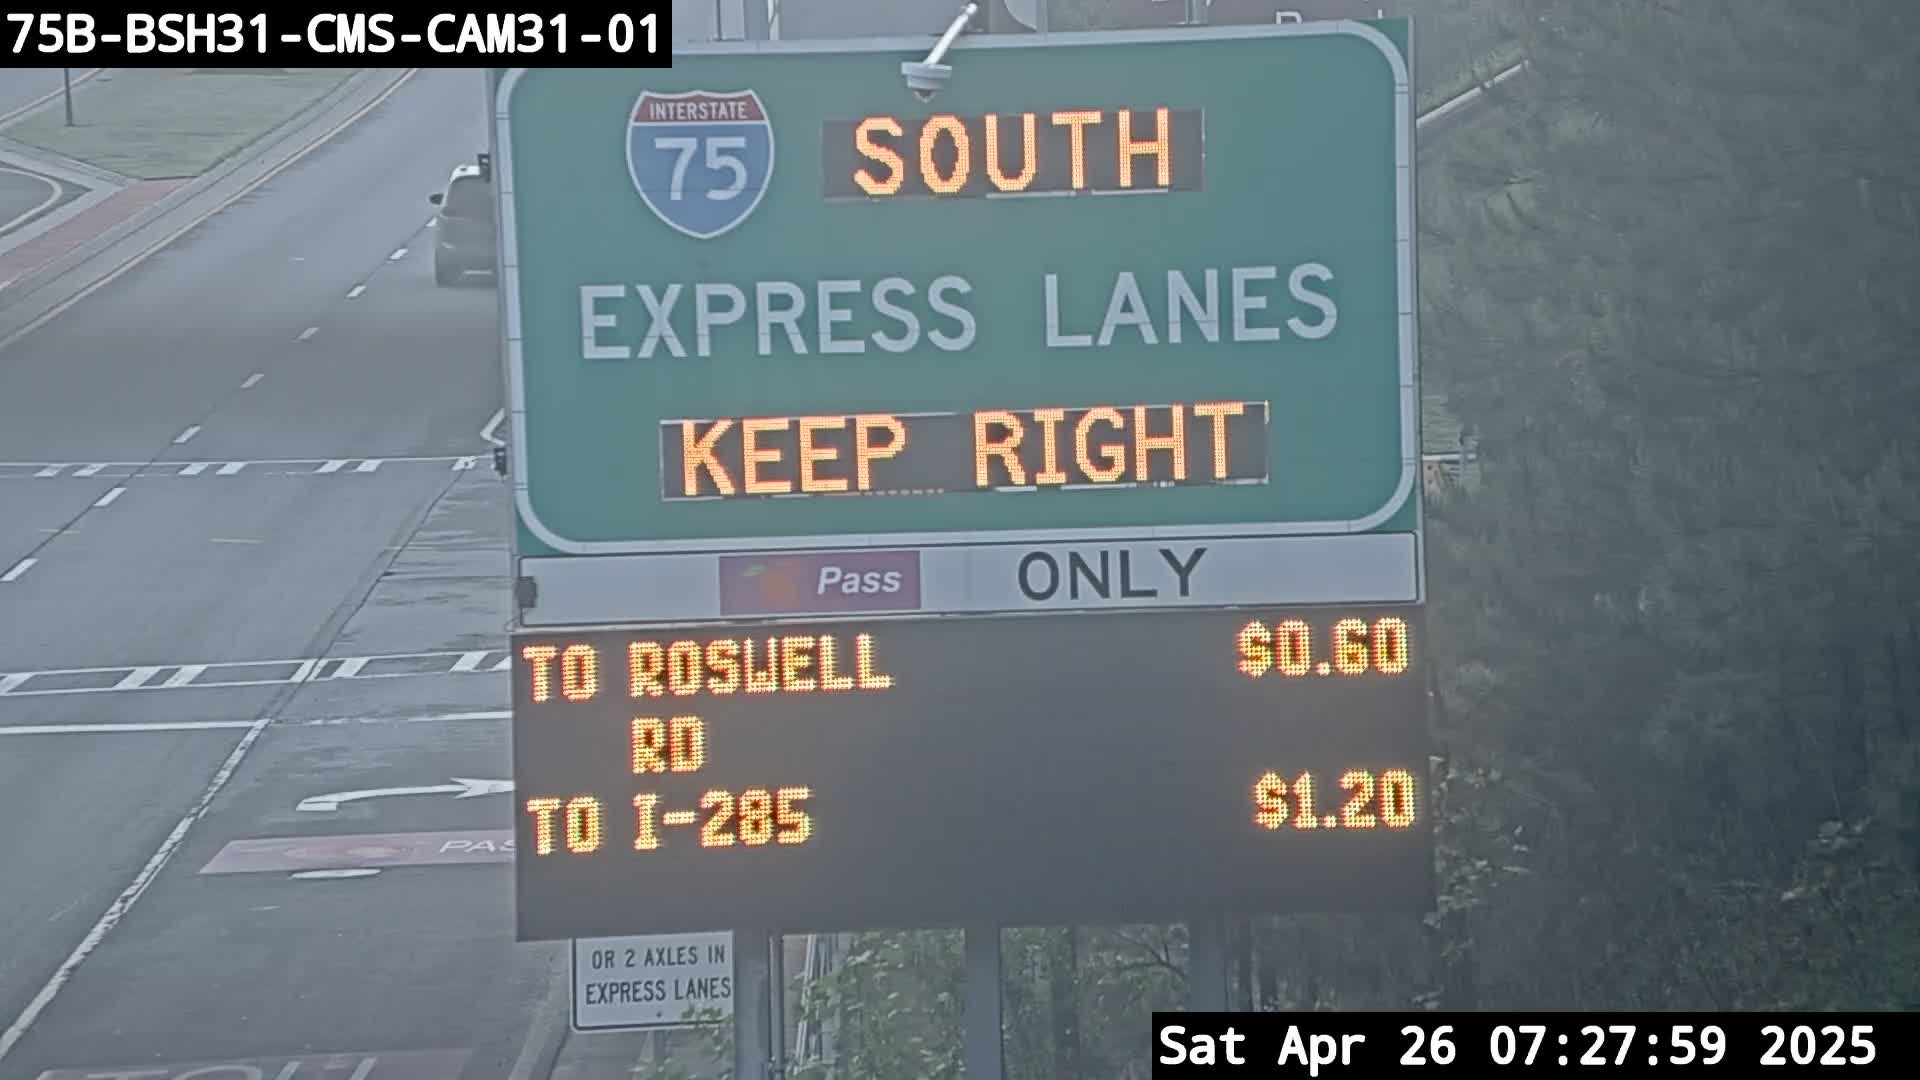 75B-BSH31-CMS-CAM31-01
INTERSTATE
75
SOUTH
EXPRESS LANES
KEEP RIGHT
Pass ONLY
TO ROSWELL $0.60
RD
TO I-285 $1.20
OR 2 AXLES IN
EXPRESS LANES
Sat Apr 26 07:27:59 2025